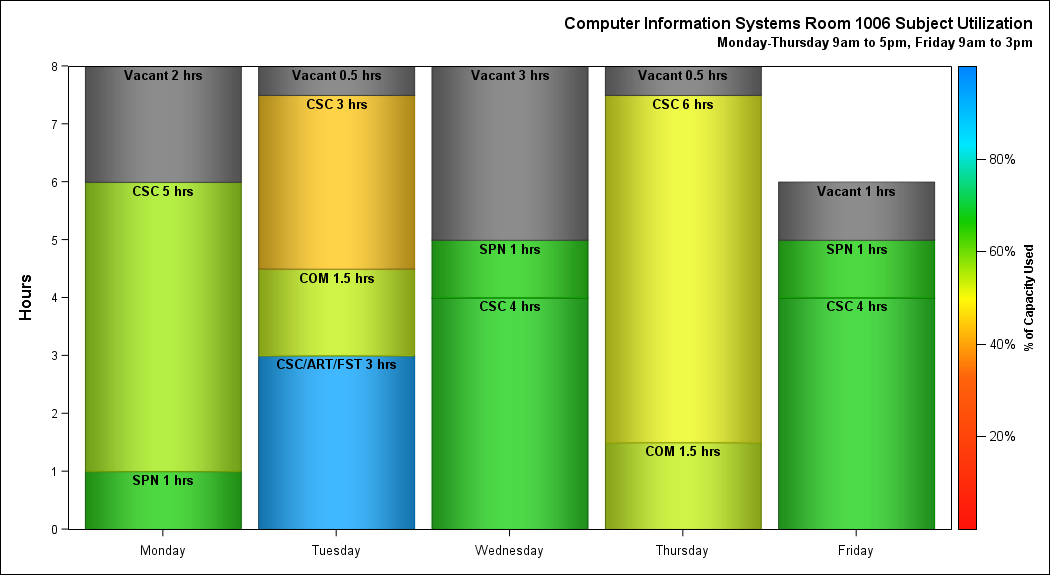 Computer Information Systems Room 1006 Subject Utilization
Monday-Thursday 9am to 5pm, Friday 9am to 3pm
Hours
8
7
6
5
4
3
2
1
0
Vacant 2 hrs
CSC 5 hrs
SPN 1 hrs
Vacant 0.5 hrs
CSC 3 hrs
COM 1.5 hrs
CSC/ART/FST 3 hrs
Vacant 3 hrs
SPN 1 hrs
CSC 4 hrs
Vacant 0.5 hrs
CSC 6 hrs
COM 1.5 hrs
Vacant 1 hrs
SPN 1 hrs
CSC 4 hrs
Monday
Tuesday
Wednesday
Thursday
Friday
80%
60%
40%
20%
% of Capacity Used